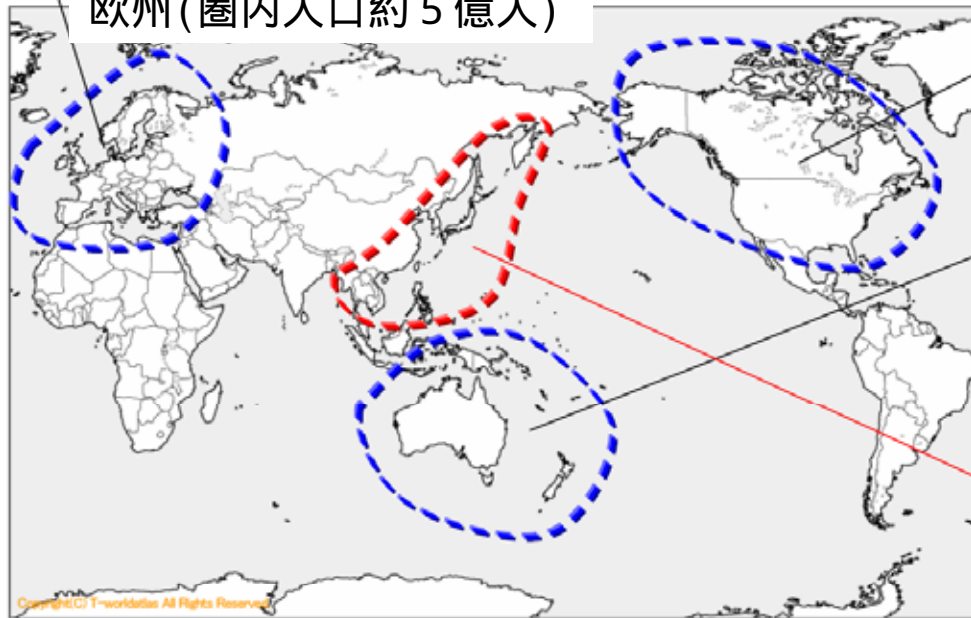 欧州(圏内人口約5億人)
Copyright(C) T-worldatlas All Rights Reserved